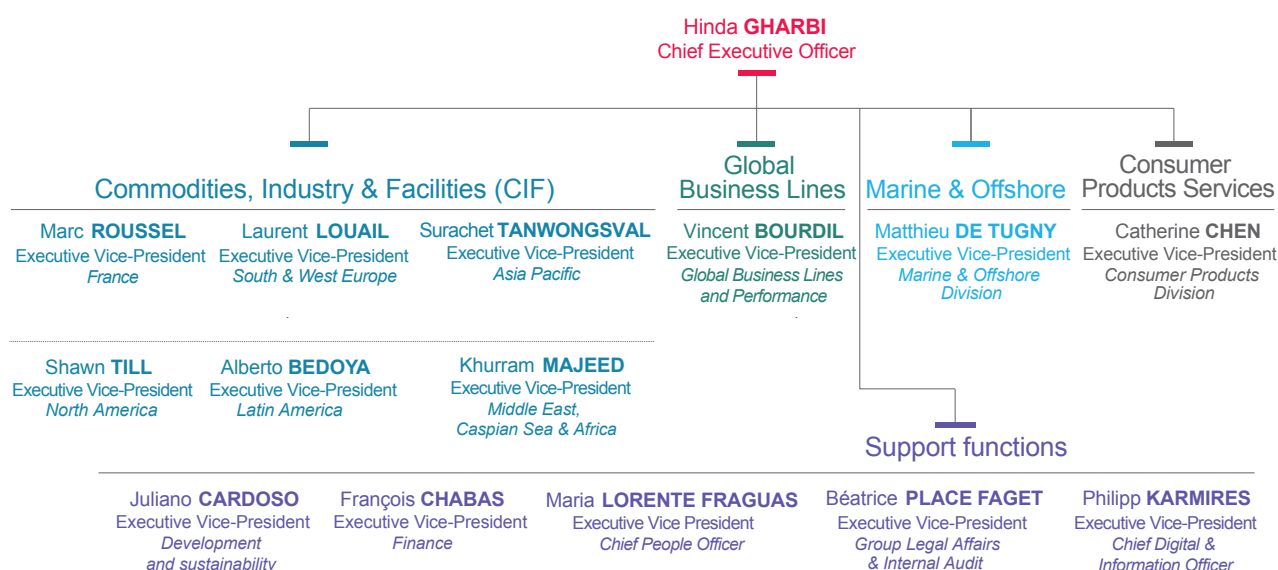 Hinda GHARBI
Chief Executive Officer
Commodities, Industry & Facilities (CIF)
Marc ROUSSEL
Executive Vice-President
France
Laurent LOUAIL
Executive Vice-President
South & West Europe
Surachet TANWONGSVAL
Executive Vice-President
Asia Pacific
Shawn TILL
Executive Vice-President
North America
Alberto BEDOYA
Executive Vice-President
Latin America
Khurram MAJEED
Executive Vice-President
Middle East,
Caspian Sea & Africa
Global
Business Lines
Vincent BOURDIL
Executive Vice-President
Global Business Lines
and Performance
Marine & Offshore
Matthieu DE TUGNY
Executive Vice-President
Marine & Offshore
Division
Consumer
Products Services
Catherine CHEN
Executive Vice-President
Consumer Products
Division
Support functions
Juliano CARDOSO
Executive Vice-President
Development
and sustainability
François CHABAS
Executive Vice-President
Finance
Maria LORENTE FRAGUAS
Executive Vice President
Chief People Officer
Béatrice PLACE FAGET
Executive Vice-President
Group Legal Affairs
& Internal Audit
Philipp KARMIRES
Executive Vice-President
Chief Digital &
Information Officer